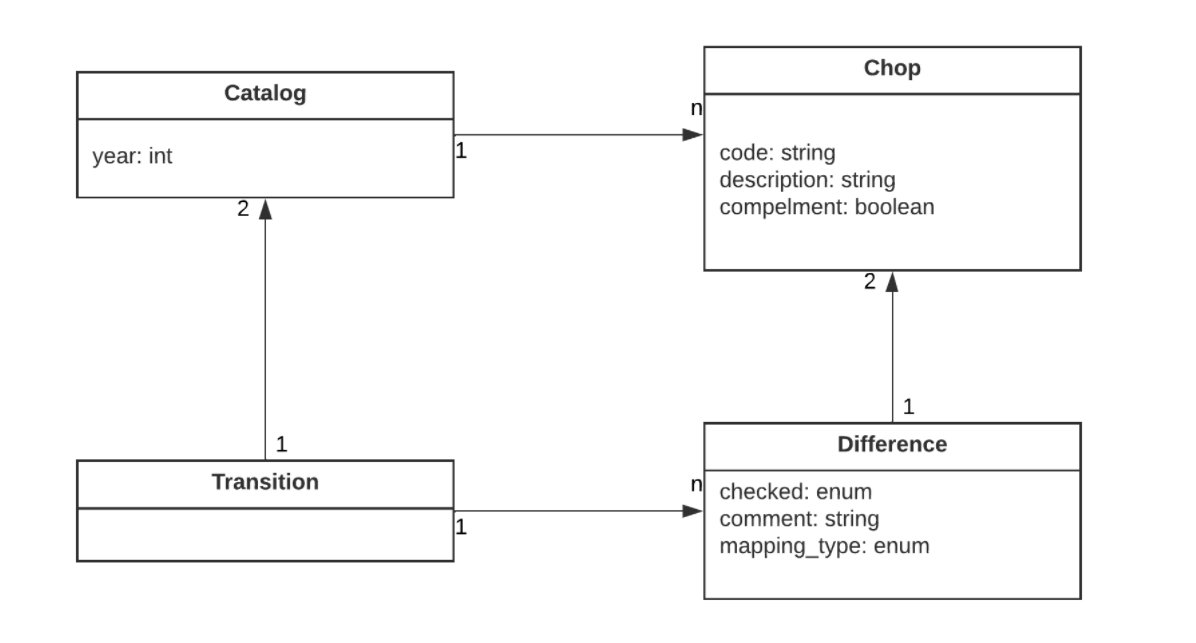 Catalog
year: int
1
n
Chop
code: string
description: string
compelment: boolean
2
1
2
1
Transition
1
n
Difference
checked: enum
comment: string
mapping_type: enum